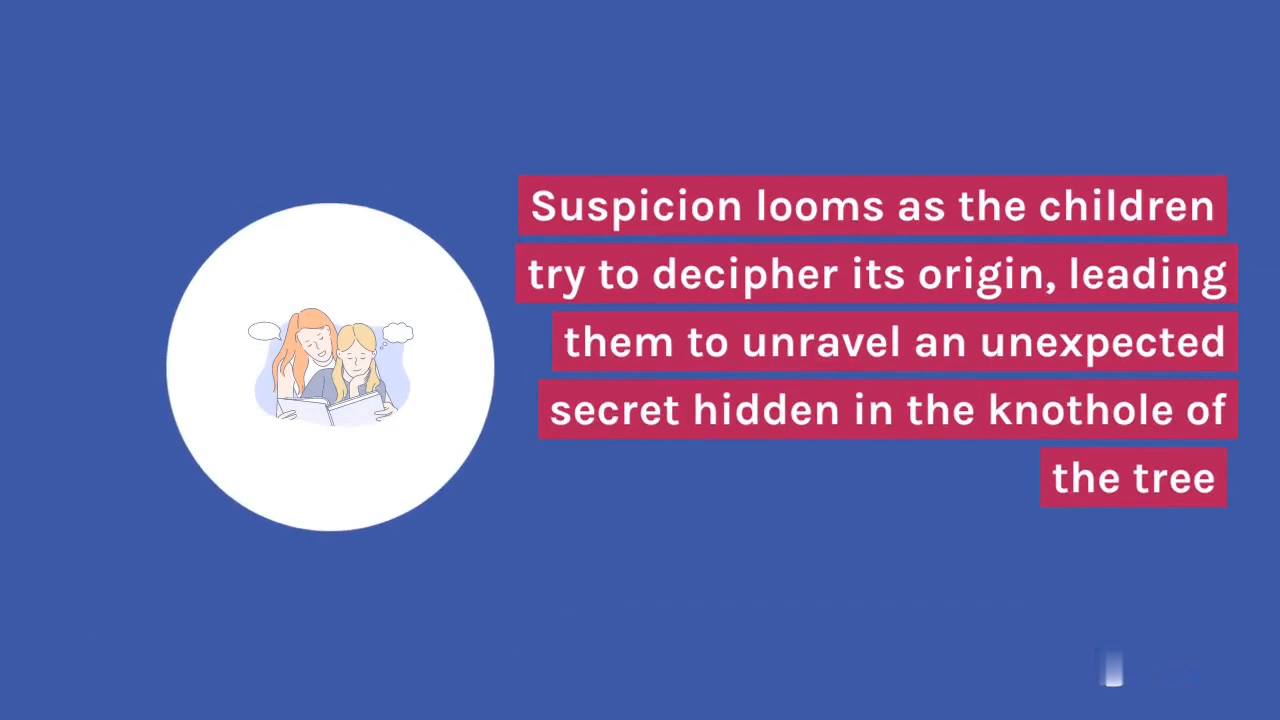 Suspicion looms as the children
try to decipher its origin, leading
them to unravel an unexpected
secret hidden in the knothole of
the tree